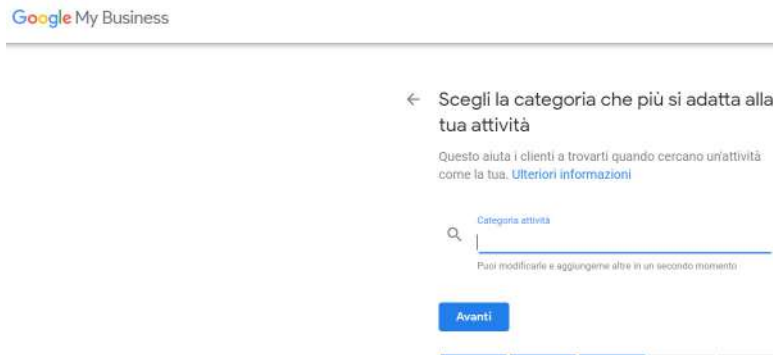 Google My Business
← Scegli la categoria che più si adatta alla
tua attività
Questo aiuta i clienti a trovarti quando cercano un'attività
come la tua. Ulteriori informazioni
Categoria attività
Puoi modificarle e aggiungerne altre in un secondo momento
Avanti